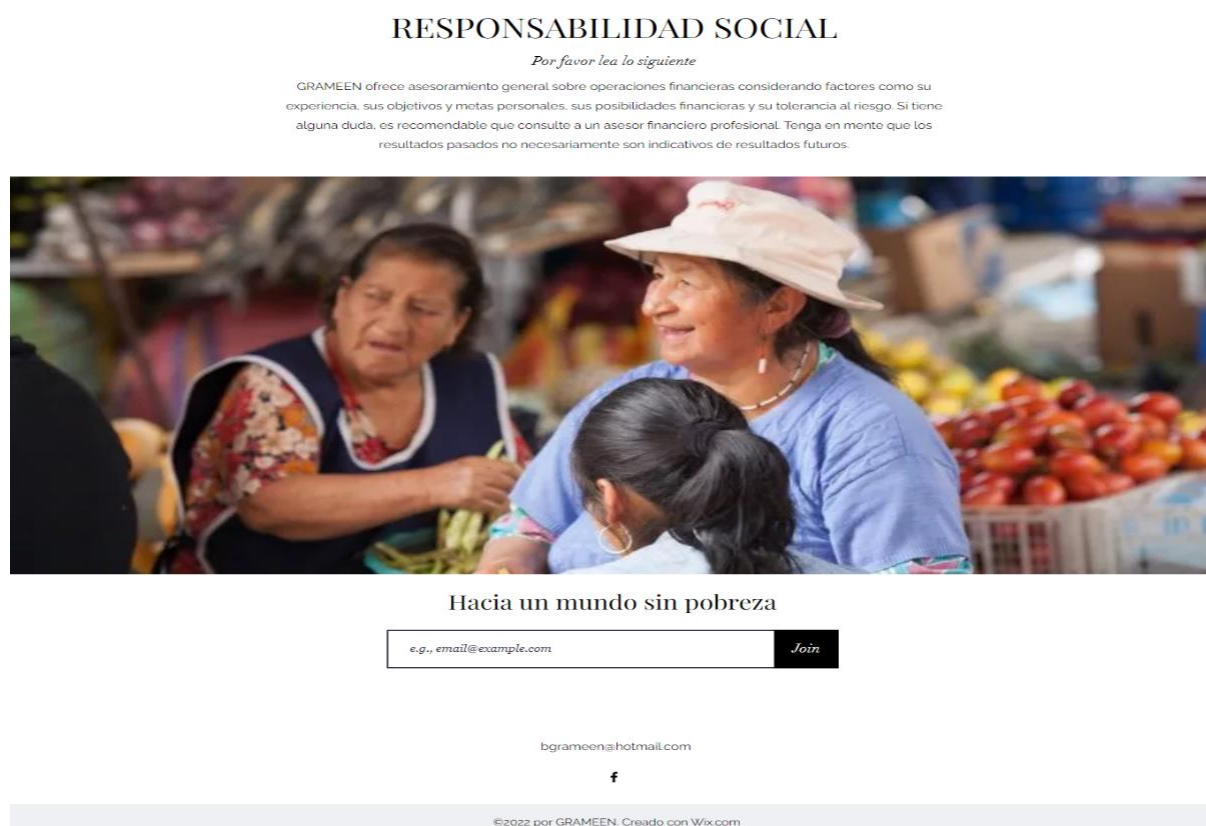 RESPONSABILIDAD SOCIAL
Por favor lea lo siguiente
GRAMEEN ofrece asesoramiento general sobre operaciones financieras considerando factores como su
experiencia, sus objetivos y metas personales, sus posibilidades financieras y su tolerancia al riesgo. Si tiene
alguna duda, es recomendable que consulte a un asesor financiero profesional. Tenga en mente que los
resultados pasados no necesariamente son indicativos de resultados futuros.
Hacia un mundo sin pobreza
e.g., email@example.com
Join
bgrameen@hotmail.com
f
©2022 por GRAMEEN. Creado con Wix.com